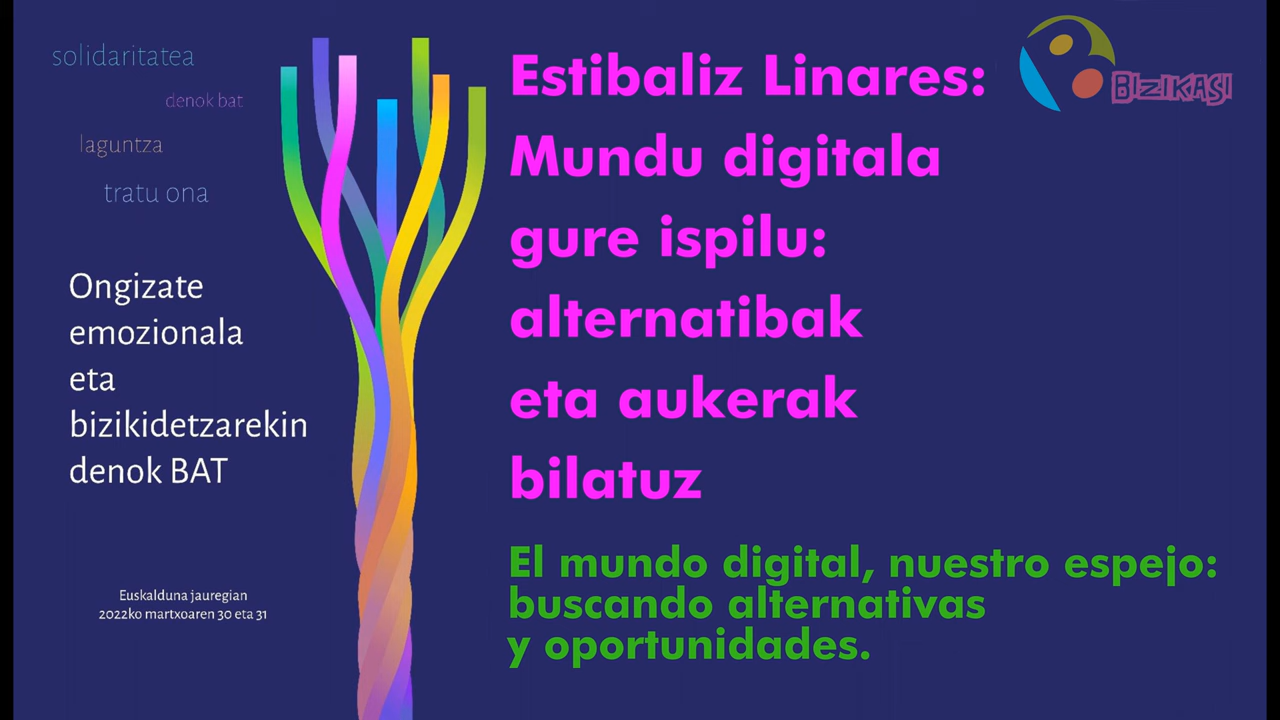 solidaritatea
denok bat
laguntza
tratu ona
Ongizate
emozionala
eta
bizikidetzarekin
denok BAT
Euskalduna jauregian
2022ko martxoaren 30 eta 31
Estibaliz Linares:
Mundu digitala
gure ispilu:
alternatibak
eta aukerak
bilatuz
El mundo digital, nuestro espejo:
buscando alternativas
y oportunidades.
BIZIKASI